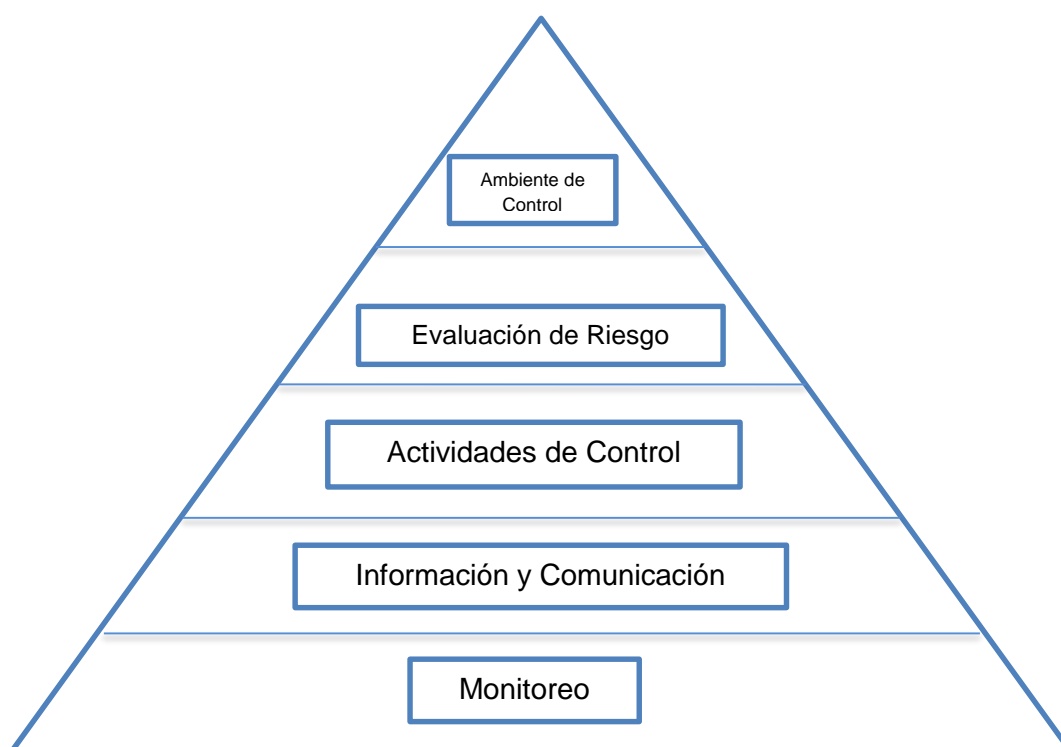 Ambiente de
Control
Evaluación de Riesgo
Actividades de Control
Información y Comunicación
Monitoreo